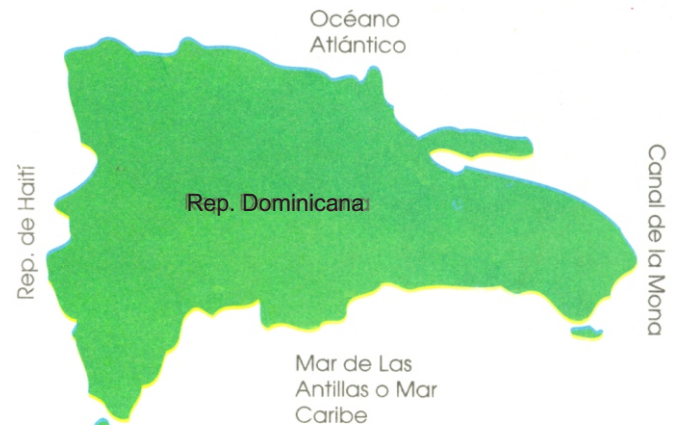 Océano
Atlántico
Rep. de Haití
Rep. Dominicana
Canal de la Mona
Mar de Las
Antillas o Mar
Caribe